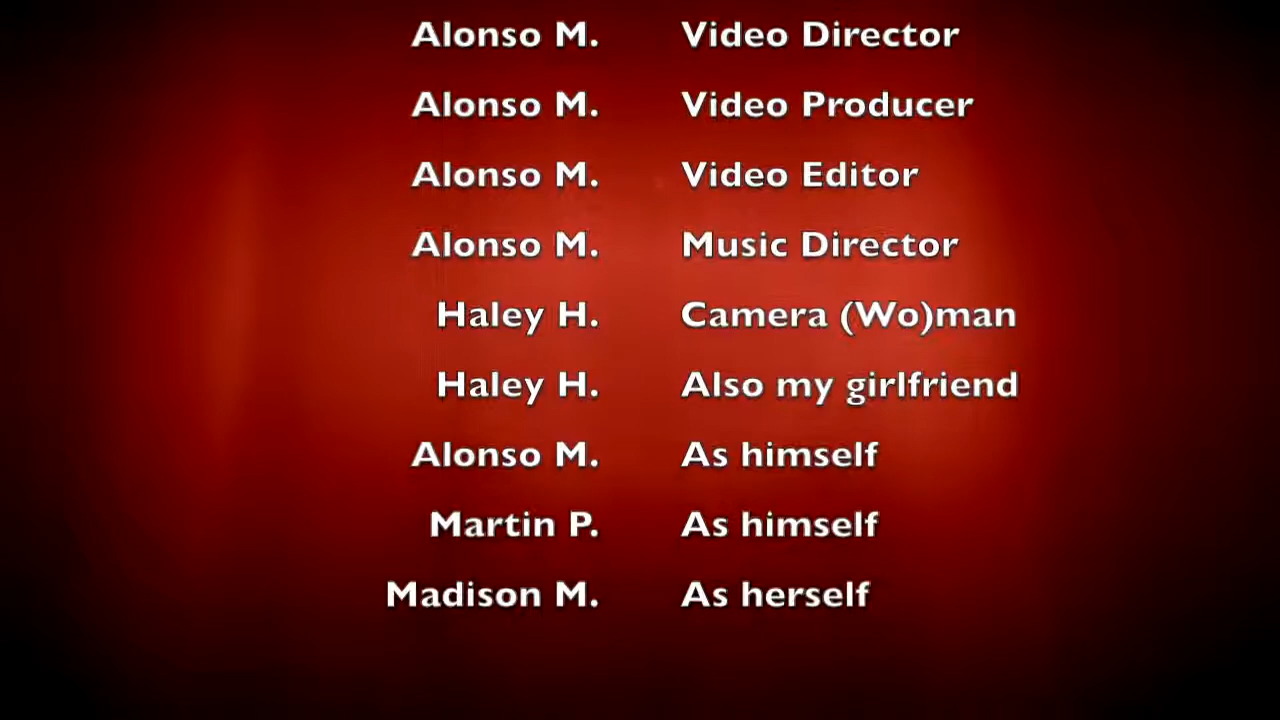 Alonso M. Video Director
Alonso M. Video Producer
Alonso M. Video Editor
Alonso M. Music Director
Haley H. Camera (Wo)man
Haley H. Also my girlfriend
Alonso M. As himself
Martin P. As himself
Madison M. As herself